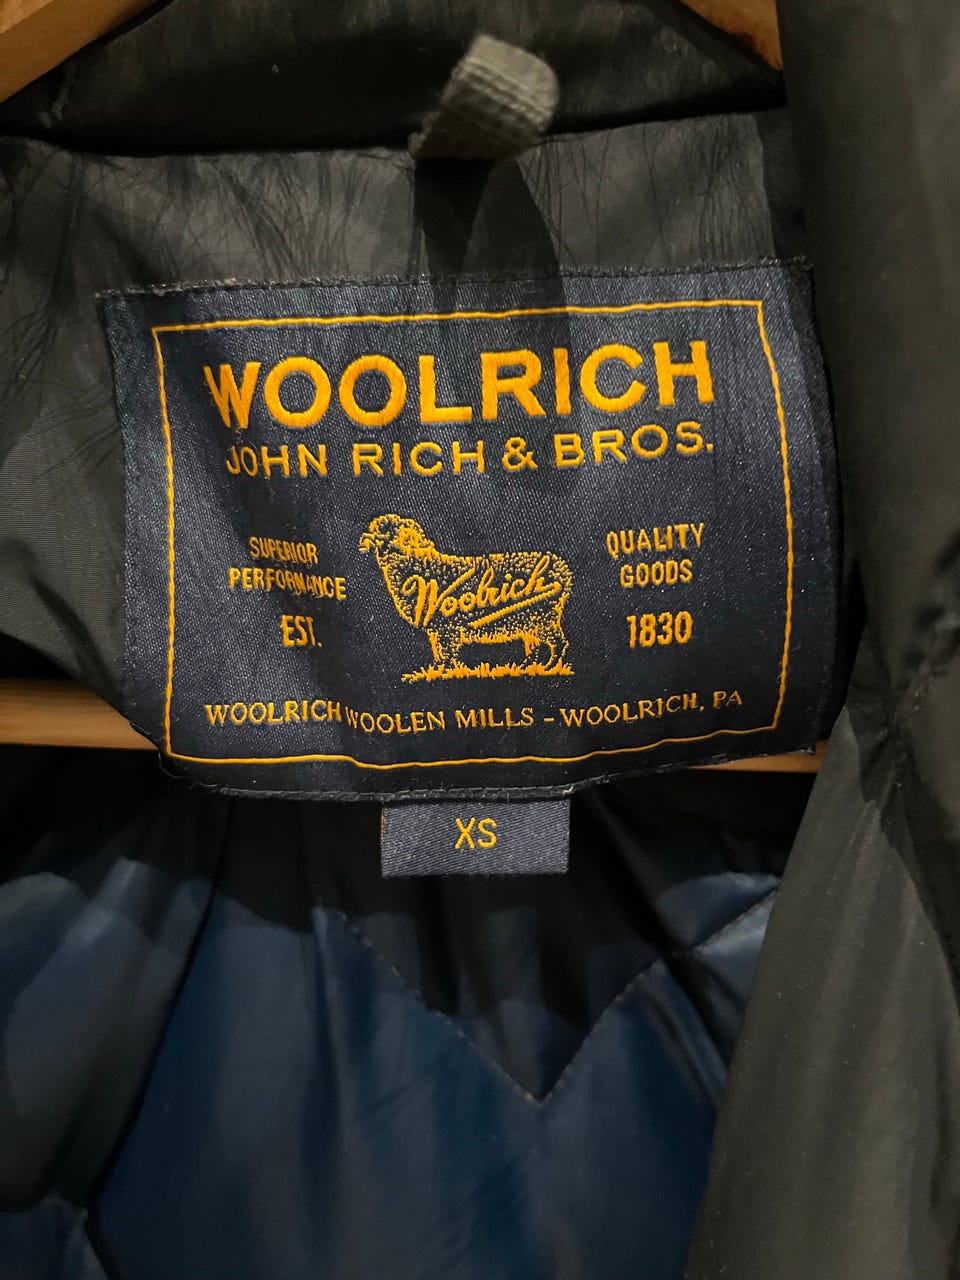 WOOLRICH
JOHN RICH & BROS.
SUPERIOR
PERFORMANCE
EST.
Woolrich
QUALITY
GOODS
1830
WOOLRICH WOOLEN MILLS - WOOLRICH, PA
XS